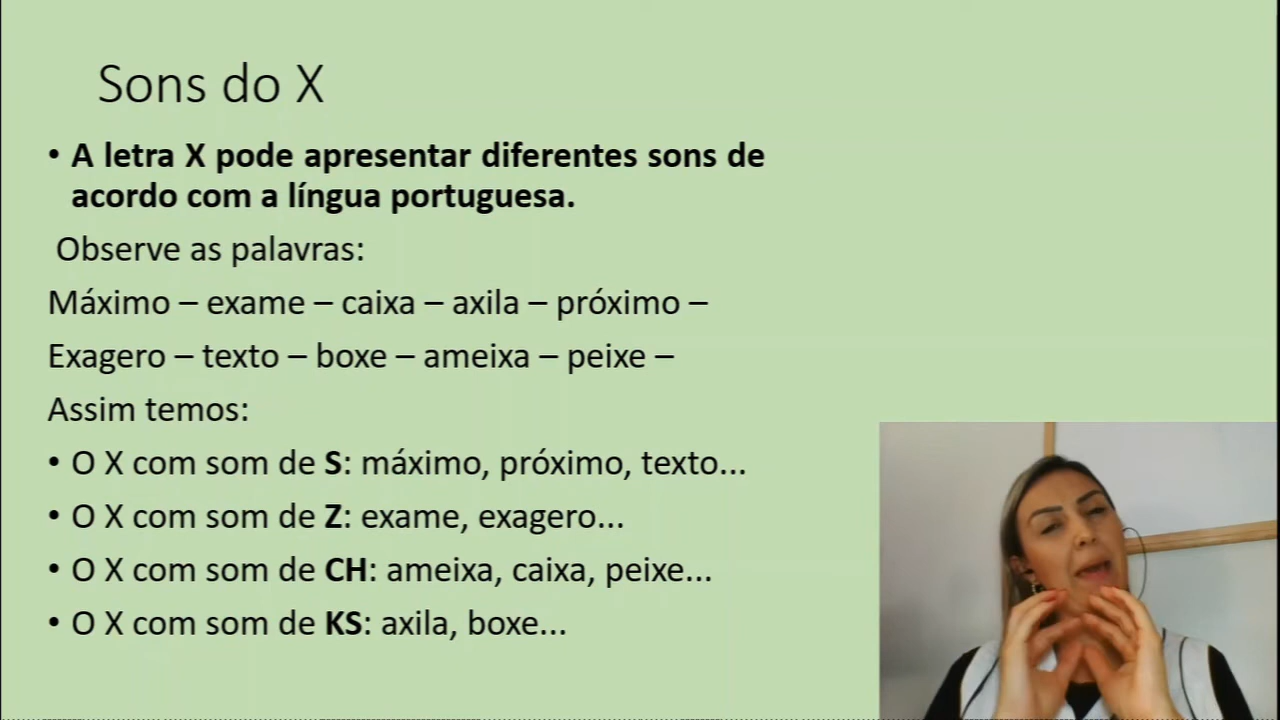 Sons do X
• A letra X pode apresentar diferentes sons de
acordo com a língua portuguesa.
Observe as palavras:
Máximo – exame – caixa – axila – próximo –
Exagero – texto – boxe – ameixa – peixe –
Assim temos:
• O X com som de S: máximo, próximo, texto...
• O X com som de Z: exame, exagero...
• O X com som de CH: ameixa, caixa, peixe...
• O X com som de KS: axila, boxe...